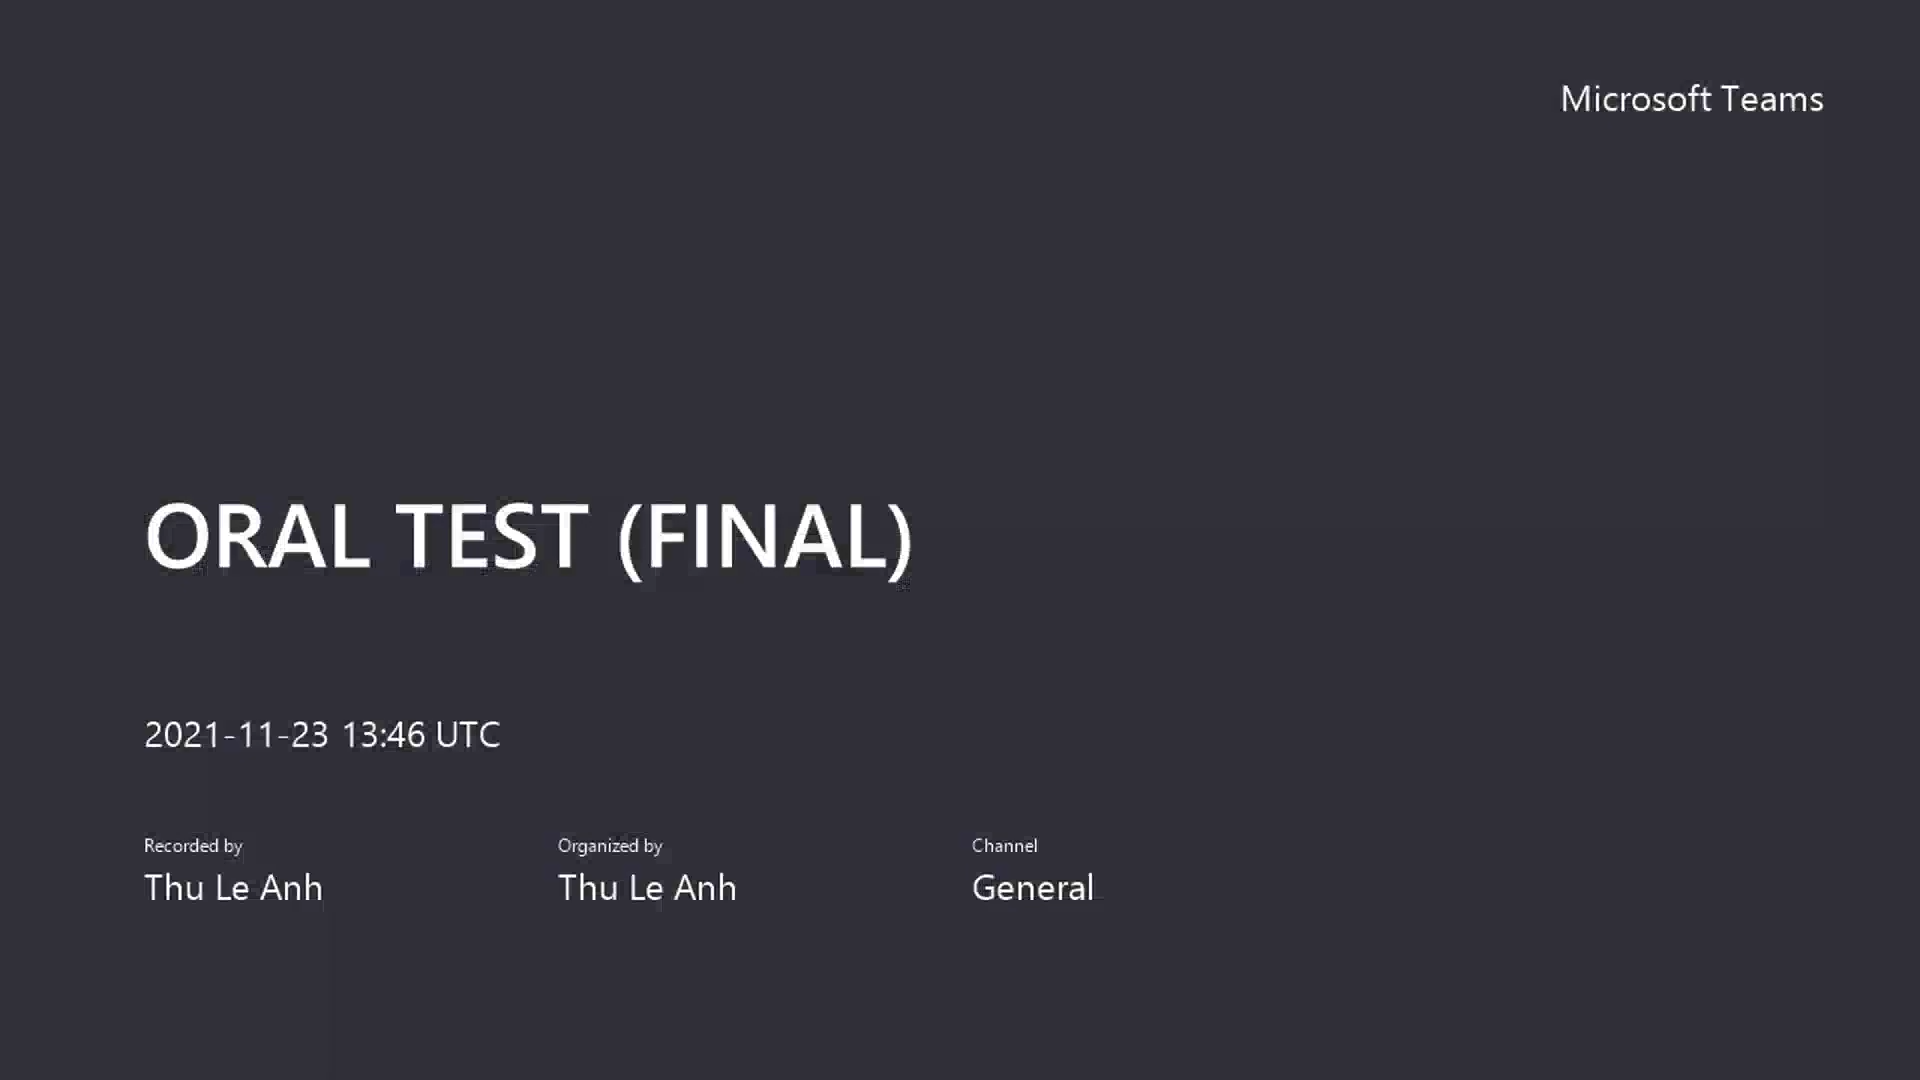 Microsoft Teams
ORAL TEST (FINAL)
2021-11-23 13:46 UTC
Recorded by
Thu Le Anh
Organized by
Thu Le Anh
Channel
General